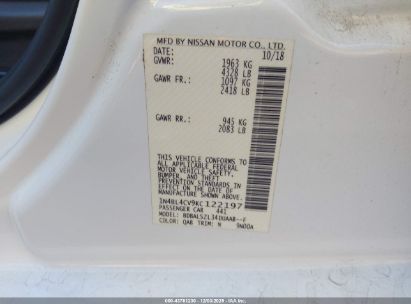 MFD BY NISSAN MOTOR CO., LTD.
DATE: 10/18
GVWR: 1963 KG
4328 LB
GAWR FR: 1097 KG
2418 LB
GAWR RR: 945 KG
2083 LB
THIS VEHICLE CONFORMS TO
ALL APPLICABLE FEDERAL
MOTOR VEHICLE SAFETY,
BUMPER, AND THEFT
PREVENTION STANDARDS
IN EFFECT ON THE DATE OF
MANUFACTURE SHOWN ABOVE.
1N4BL4CV9KC122197
PASSENGER CAR 441
MODEL:
COLOR: QAB TRIM: N